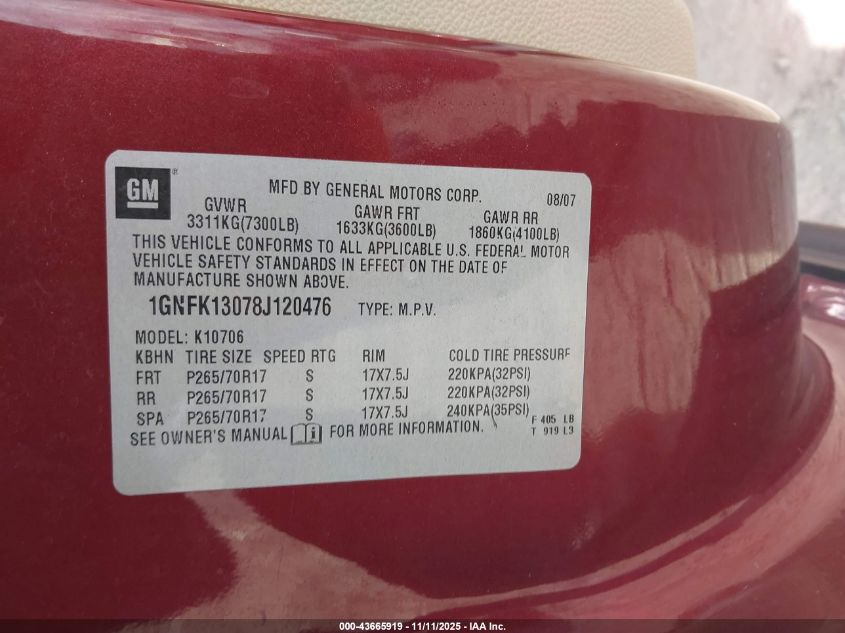 GM ®
MFD BY GENERAL MOTORS CORP. 08/07
GVWR GAWR FRT GAWR RR
3311KG(7300LB) 1633KG(3600LB) 1860KG(4100LB)
THIS VEHICLE CONFORMS TO ALL APPLICABLE U.S. FEDERAL MOTOR
VEHICLE SAFETY STANDARDS IN EFFECT ON THE DATE OF
MANUFACTURE SHOWN ABOVE.
1GNFK13078J120476 TYPE: M.P.V.
MODEL: K10706
KBHN TIRE SIZE SPEED RTG RIM COLD TIRE PRESSURE
FRT P265/70R17 S 17X7.5J 220KPA(32PSI)
RR P265/70R17 S 17X7.5J 220KPA(32PSI)
SPA P265/70R17 S 17X7.5J 240KPA(35PSI)
SEE OWNER'S MANUAL i FOR MORE INFORMATION.
F 405 LB
T 919 L3
000-43665919 - 11/11/2025 - IAA Inc.